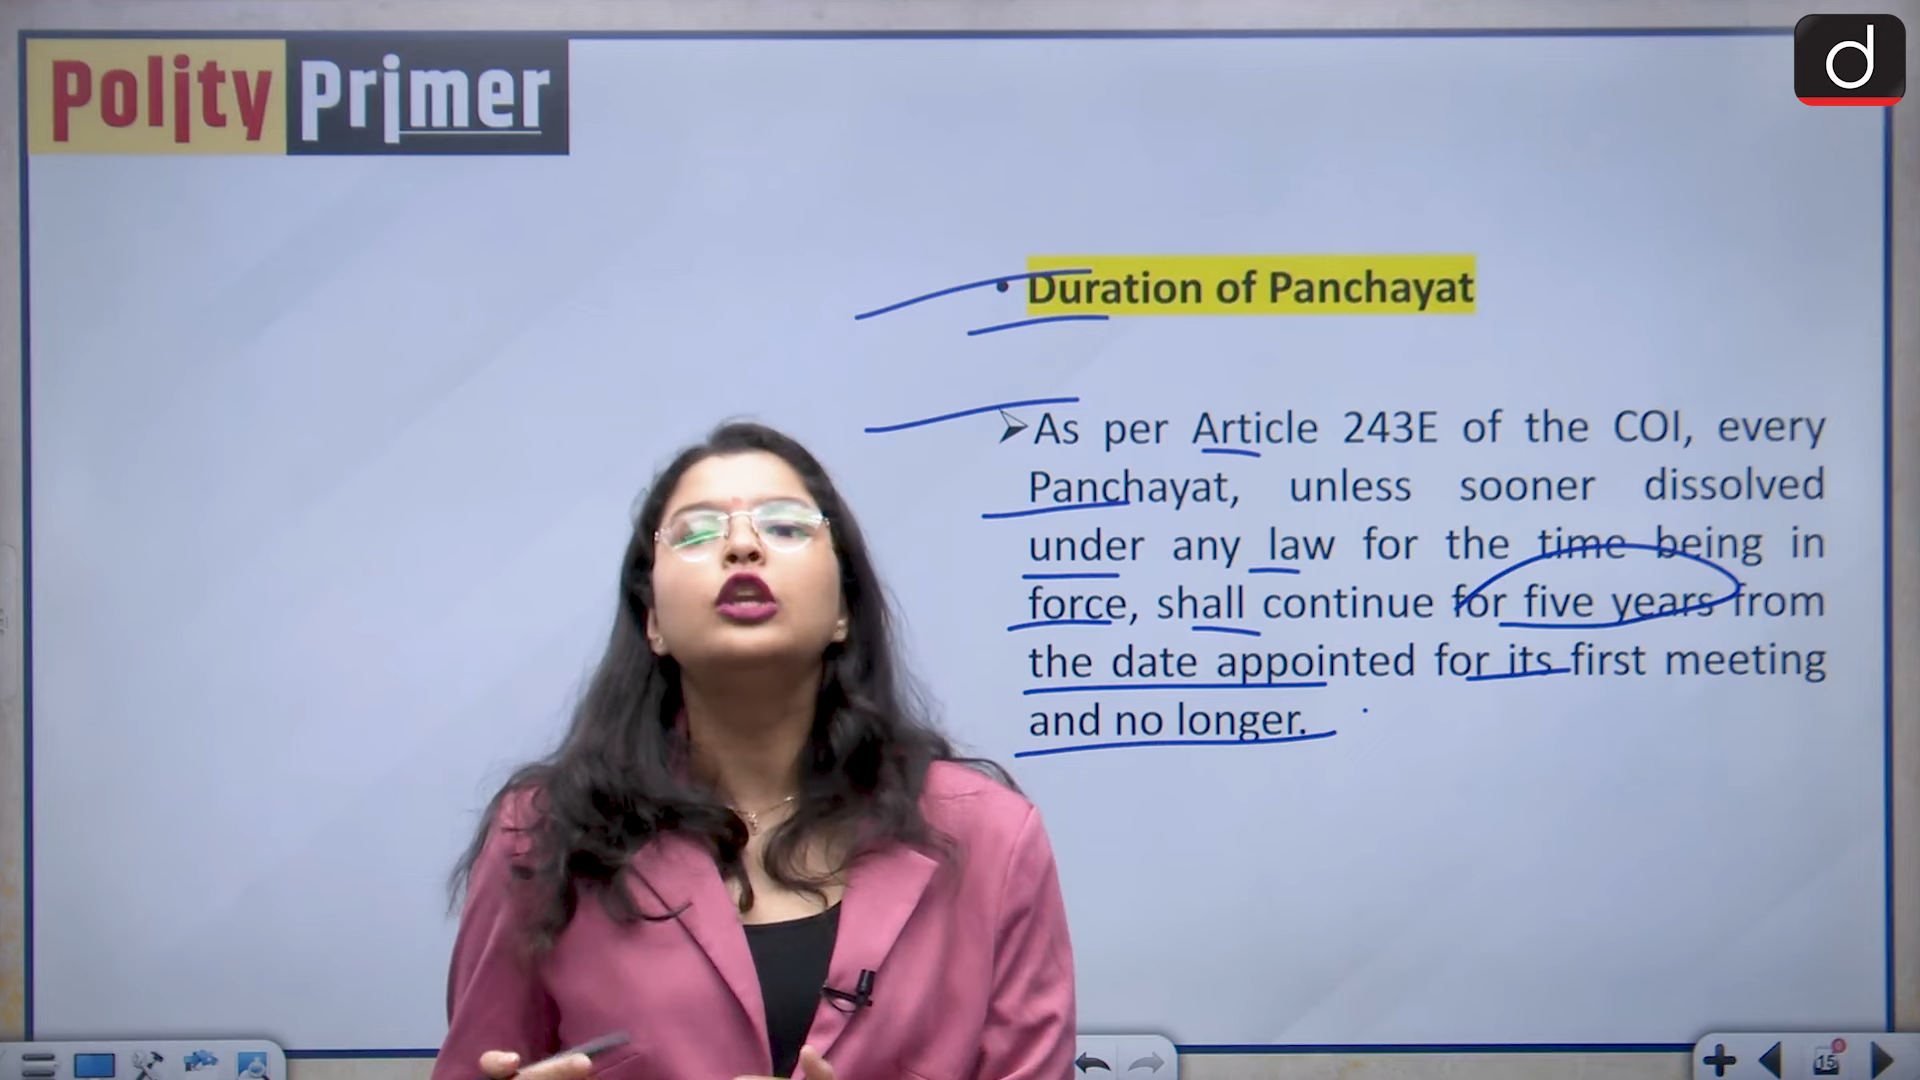 Polity Primer
d
• Duration of Panchayat
➢As per Article 243E of the COI, every
Panchayat, unless sooner dissolved
under any law for the time being in
force, shall continue for five years from
the date appointed for its first meeting
and no longer.
15